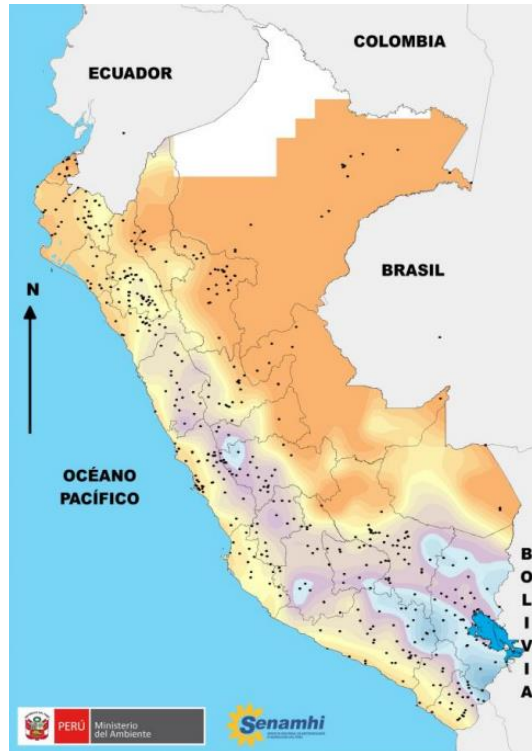 COLOMBIA
ECUADOR
BRASIL
N
OCÉANO
PACÍFICO
B
O
L
I
V
I
A
PERÚ
Ministerio
del Ambiente
Senamhi